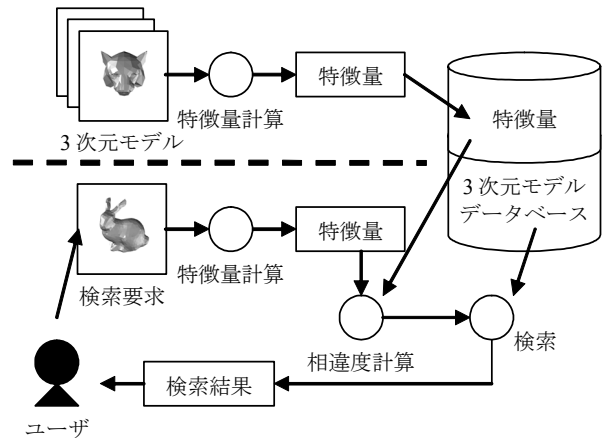 特徴量
特徴量計算
3 次元モデル
特徴量
3 次元モデル
データベース
特徴量
特徴量計算
検索要求
検索
相違度計算
検索結果
ユーザ